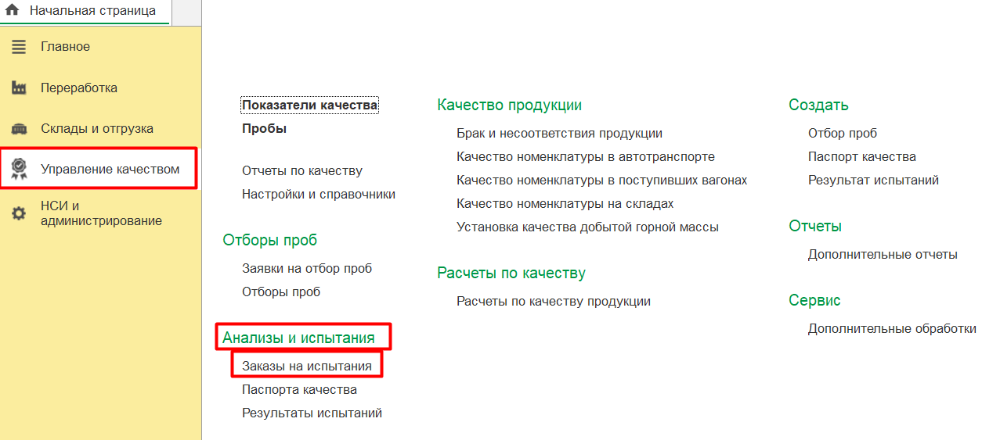 Начальная страница
Главное
Переработка
Склады и отгрузка
Управление качеством
НСИ и
администрирование
Показатели качества
Пробы
Отчеты по качеству
Настройки и справочники
Отборы проб
Заявки на отбор проб
Отборы проб
Анализы и испытания
Заказы на испытания
Паспорта качества
Результаты испытаний
Качество продукции
Брак и несоответствия продукции
Качество номенклатуры в автотранспорте
Качество номенклатуры в поступивших вагонах
Качество номенклатуры на складах
Установка качества добытой горной массы
Расчеты по качеству
Расчеты по качеству продукции
Создать
Отбор проб
Паспорт качества
Результат испытаний
Отчеты
Дополнительные отчеты
Сервис
Дополнительные обработки